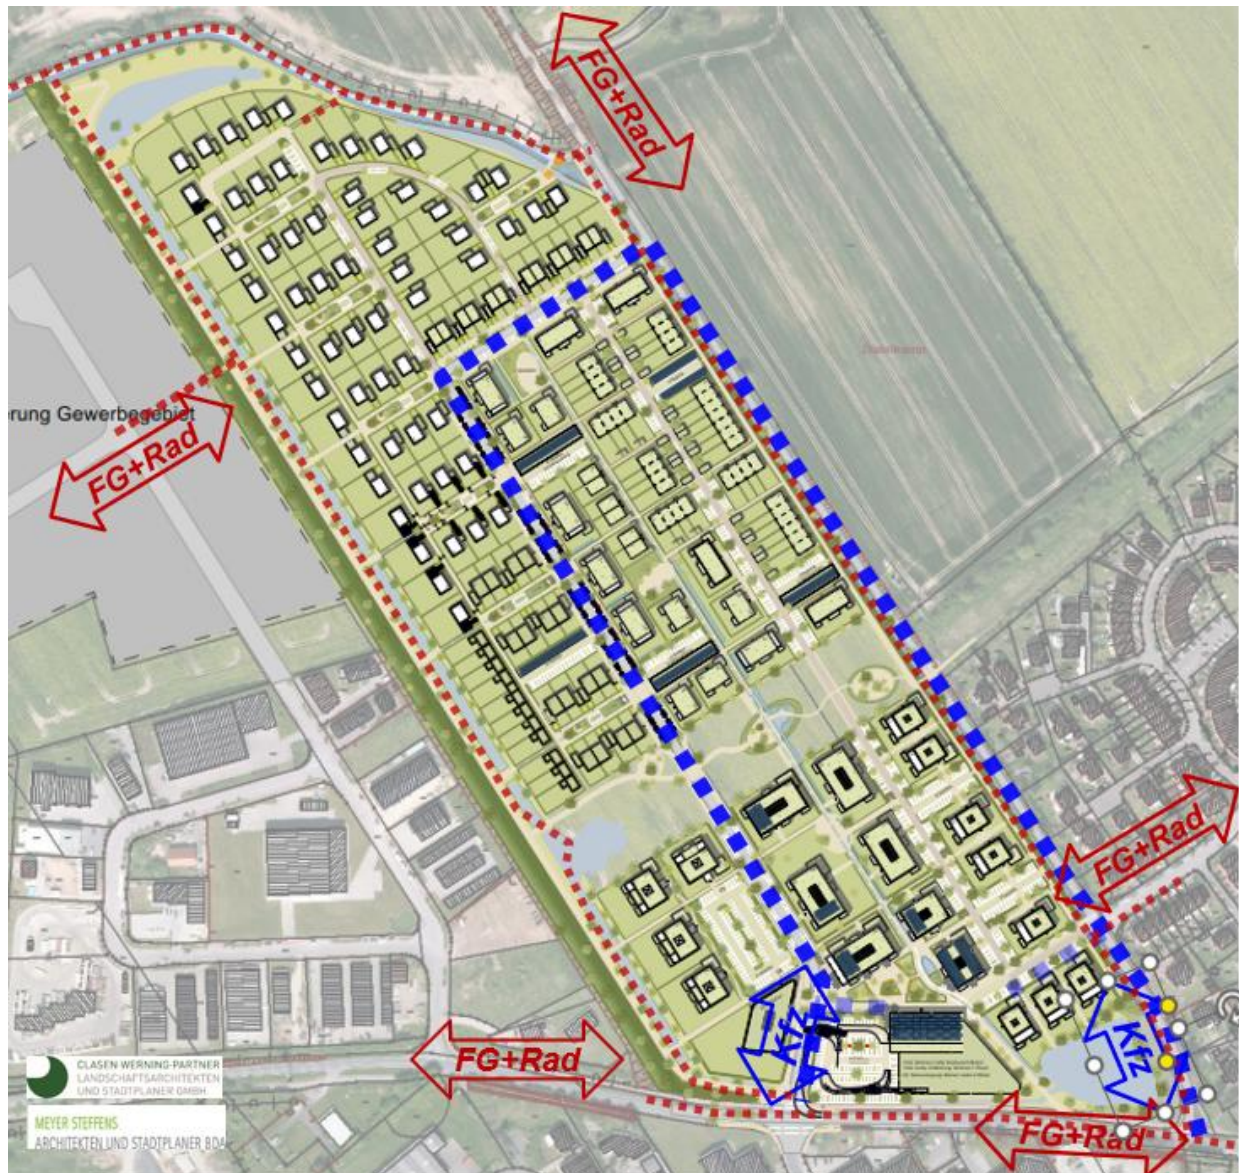 FG+Rad
rung Gewerbegebiet
FG+Rad
FG+Rad
Kfz
Kfz
FG+Rad
FG+Rad
CLASEN WERNING·PARTNER
LANDSCHAFTSARCHITEKTEN
UND STADTPLANER GMBH
MEYER STEFFENS
ARCHITEKTEN UND STADTPLANER BDA